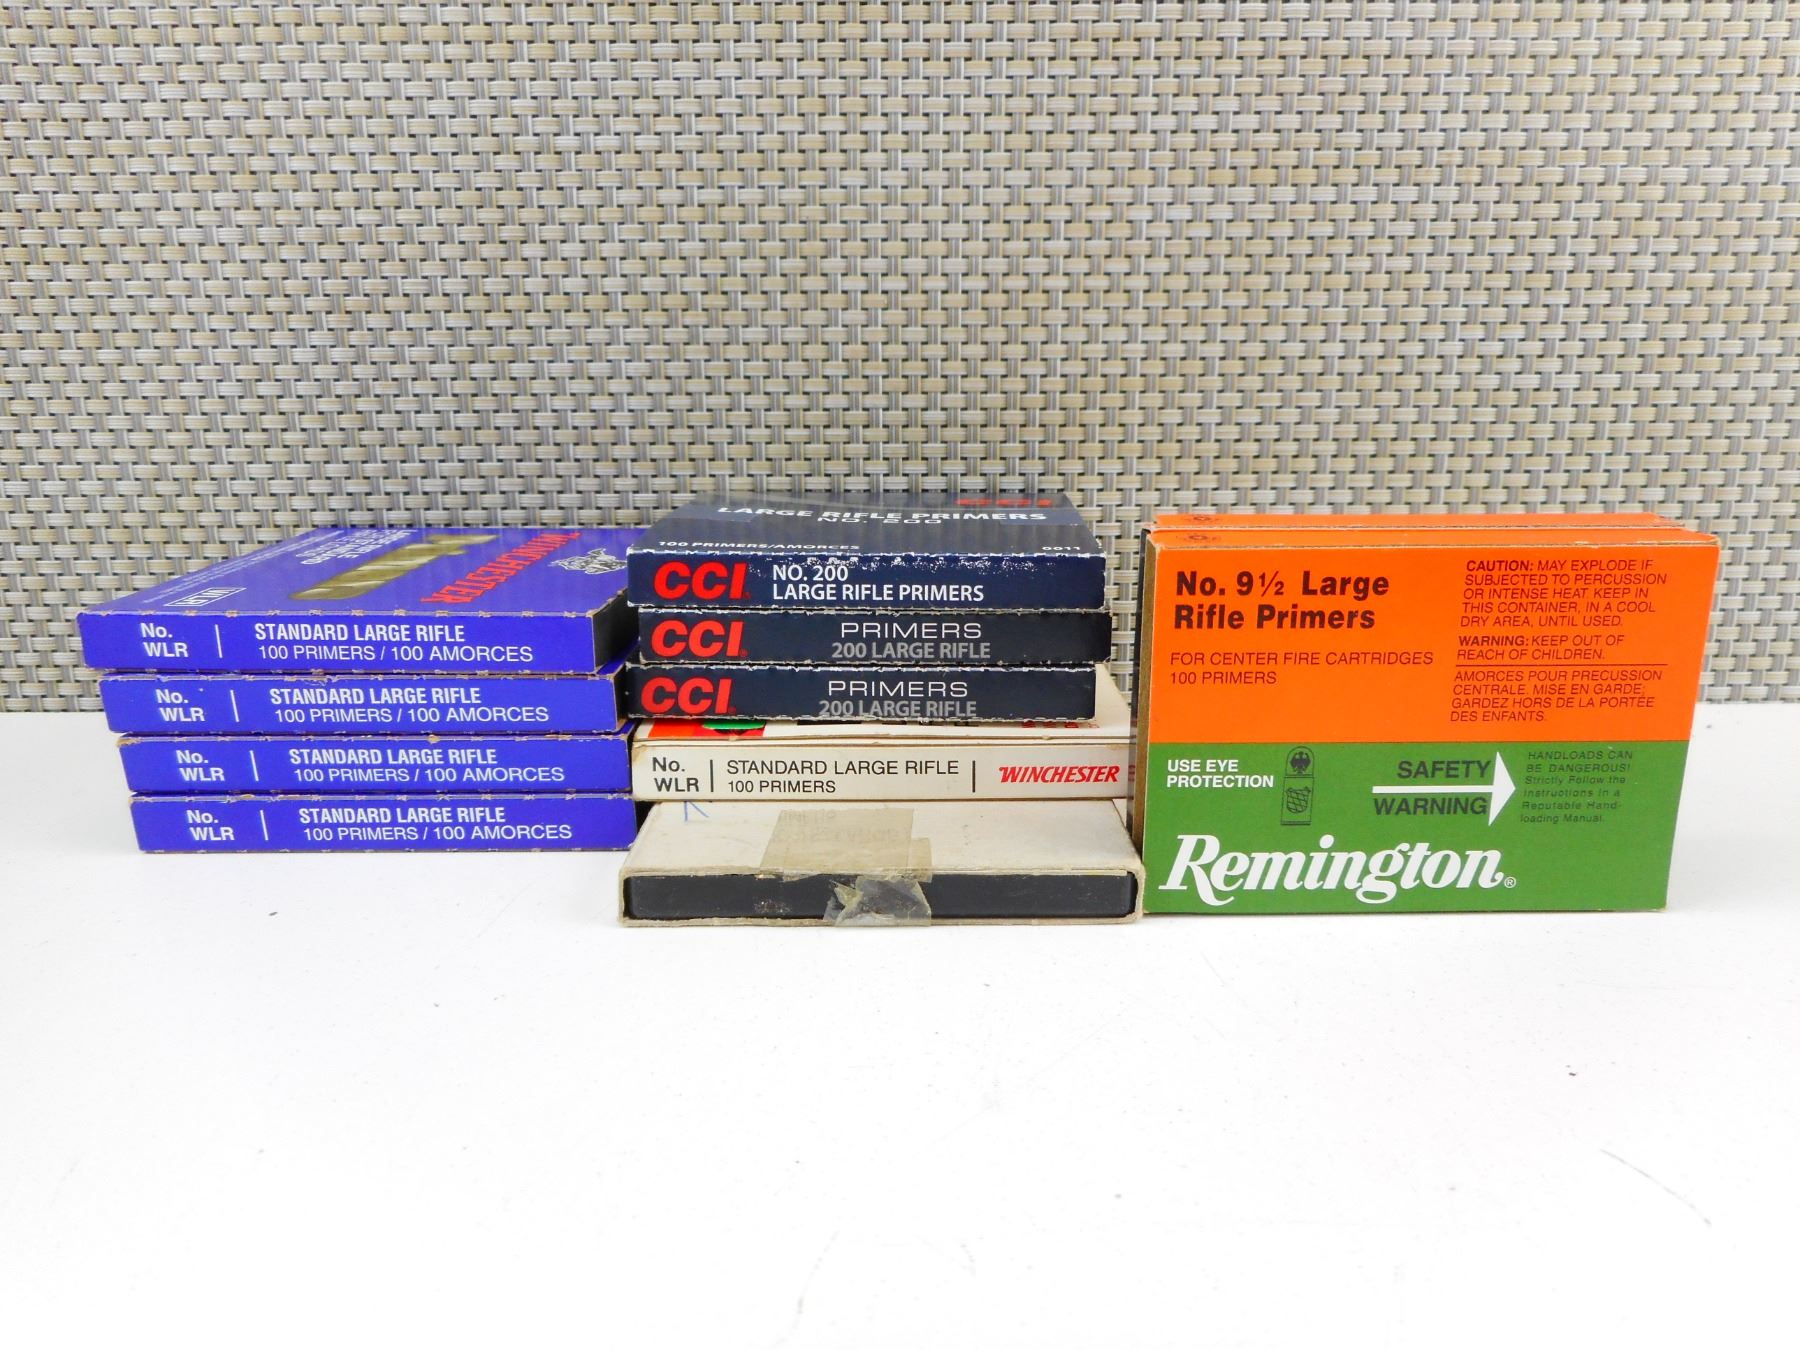 WINCHESTER
WLR
No.
WLR
STANDARD LARGE RIFLE
100 PRIMERS / 100 AMORCES
No.
WLR
STANDARD LARGE RIFLE
100 PRIMERS / 100 AMORCES
No.
WLR
STANDARD LARGE RIFLE
100 PRIMERS / 100 AMORCES
No.
WLR
STANDARD LARGE RIFLE
100 PRIMERS / 100 AMORCES
CCI
LARGE RIFLE PRIMERS
NO. 200
100 PRIMERS/AMORCES
0011
CCI
NO. 200
LARGE RIFLE PRIMERS
CCI
PRIMERS
200 LARGE RIFLE
CCI
PRIMERS
200 LARGE RIFLE
No.
WLR
STANDARD LARGE RIFLE
100 PRIMERS
WINCHESTER
No. 9 1/2 Large
Rifle Primers
FOR CENTER FIRE CARTRIDGES
100 PRIMERS
CAUTION: MAY EXPLODE IF
SUBJECTED TO PERCUSSION
OR INTENSE HEAT. KEEP IN
THIS CONTAINER, IN A COOL
DRY AREA, UNTIL USED.
WARNING: KEEP OUT OF
REACH OF CHILDREN.
AMORCES POUR PRECUSSION
CENTRALE. MISE EN GARDE;
GARDEZ HORS DE LA PORTÉE
DES ENFANTS.
USE EYE
PROTECTION
SAFETY
WARNING
HANDLOADS CAN
BE DANGEROUS!
Strictly Follow the
Instructions in a
Reputable Hand-
loading Manual.
Remington®